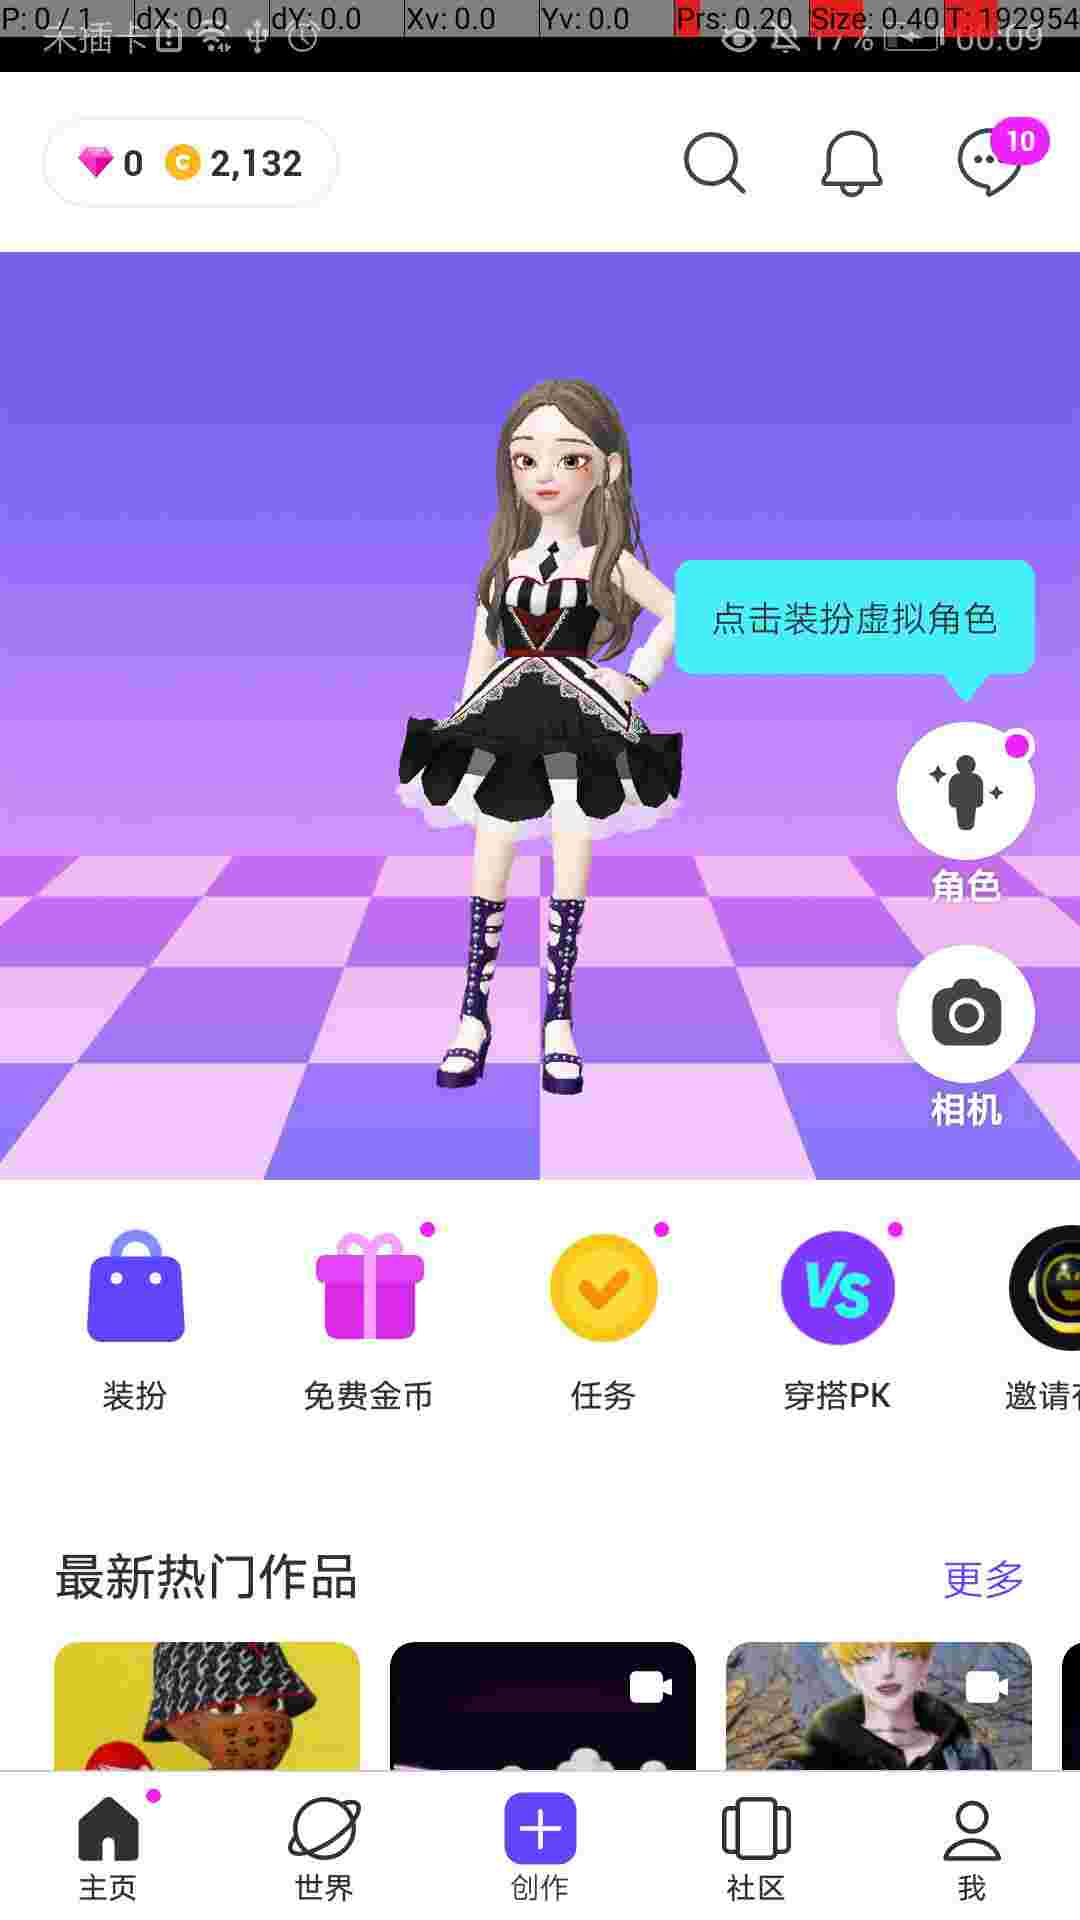 P: 0 / 1 dX: 0.0 dY: 0.0 Xv: 0.0 Yv: 0.0 Prs: 0.20 Size: 0.40 T: 192954
未插卡 17% 00:09
0 C 2,132
10
点击装扮虚拟角色
角色
相机
VS
装扮 免费金币 任务 穿搭PK 邀请
最新热门作品 更多
主页 世界 创作 社区 我